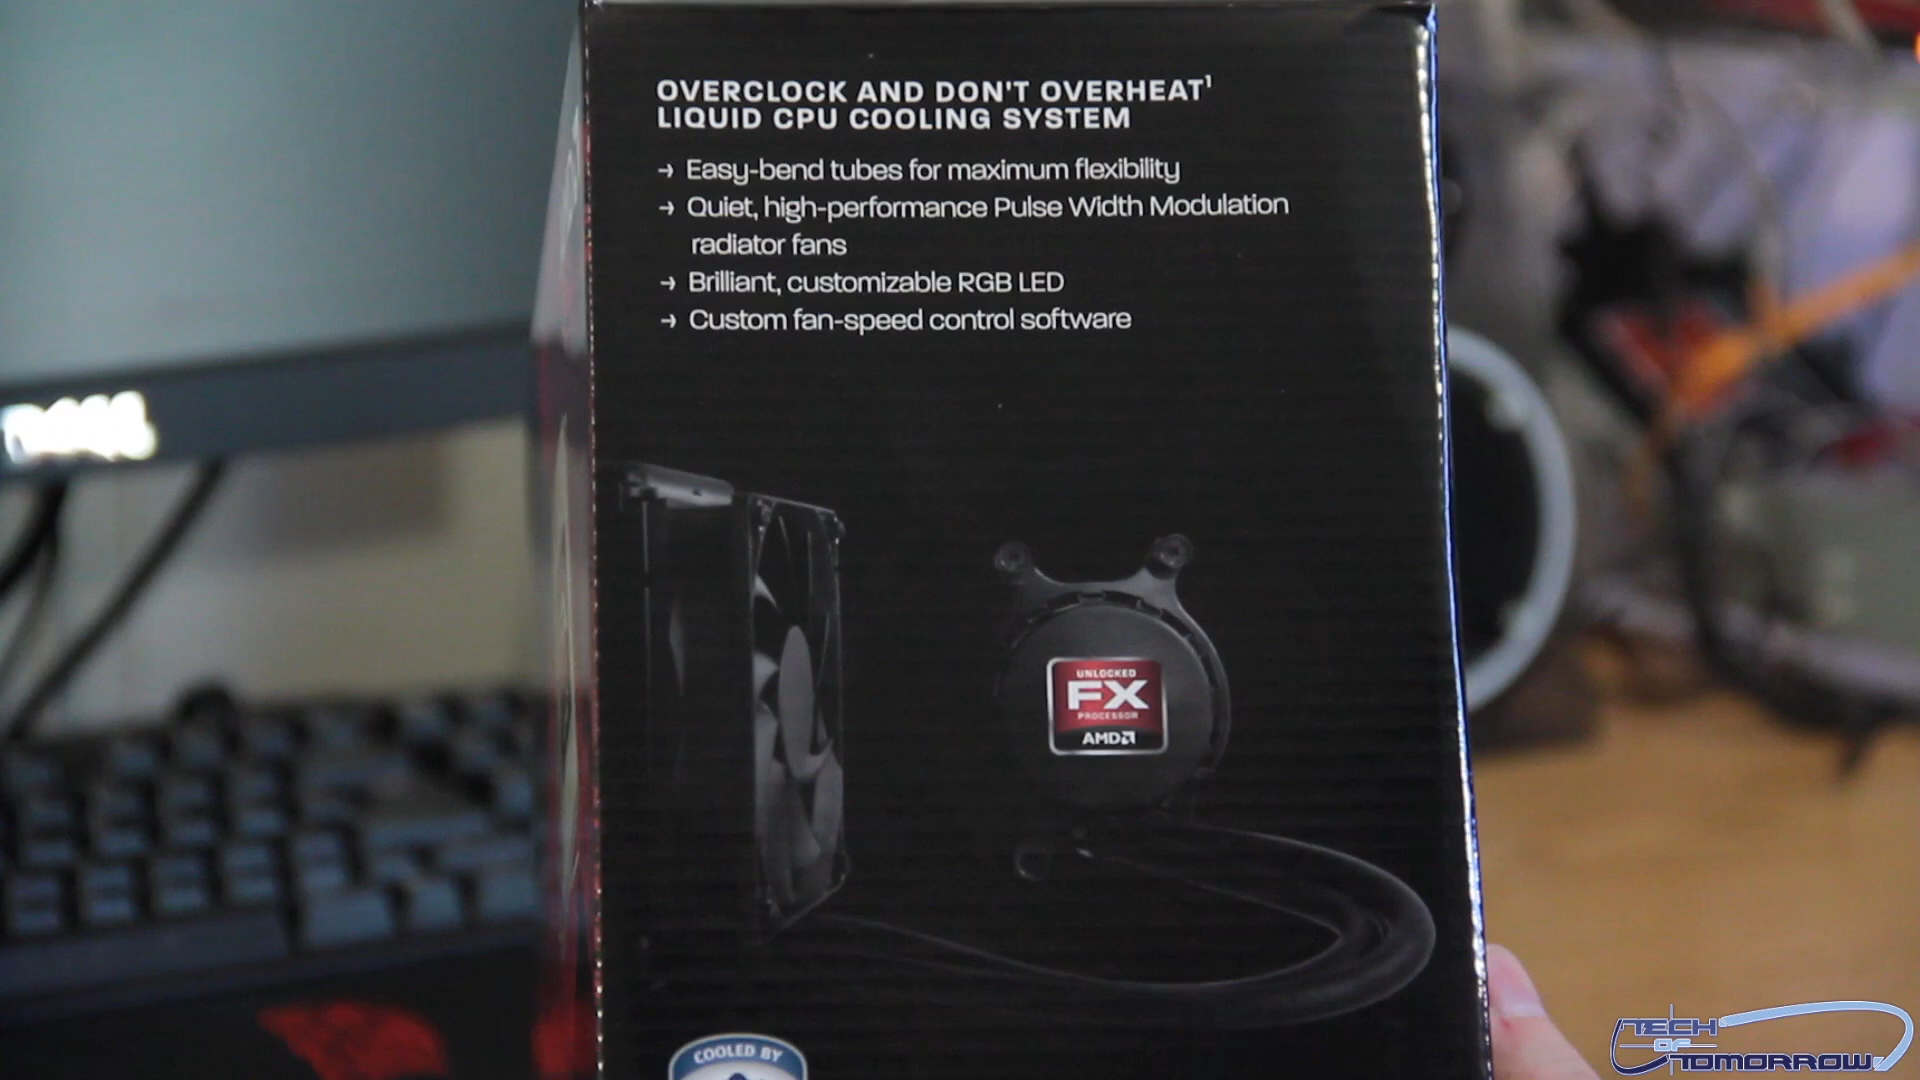 OVERCLOCK AND DON'T OVERHEAT¹
LIQUID CPU COOLING SYSTEM
→ Easy-bend tubes for maximum flexibility
→ Quiet, high-performance Pulse Width Modulation
radiator fans
→ Brilliant, customizable RGB LED
→ Custom fan-speed control software
UNLOCKED
FX
PROCESSOR
AMD
COOLED BY
TECH
OF
TOMORROW